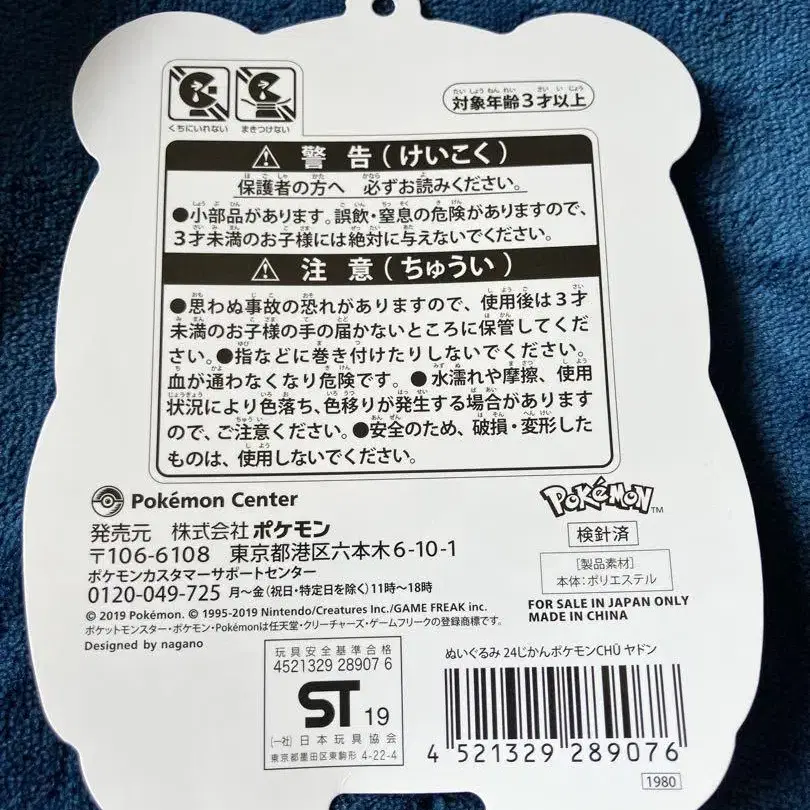 くちにいれない まきつけない
対象年齢3才以上
⚠ 警告(けいこく)
保護者の方へ 必ずお読みください。
●小部品があります。誤飲・窒息の危険がありますので、
3才未満のお子様には絶対に与えないでください。
⚠ 注意(ちゅうい)
●思わぬ事故の恐れがありますので、使用後は3才
未満のお子様の手の届かないところに保管してくだ
さい。●指などに巻き付けたりしないでください。
血が通わなくなり危険です。●水濡れや摩擦、使用
状況により色落ち、色移りが発生する場合があります
ので、ご注意ください。●安全のため、破損・変形した
ものは、使用しないでください。
Pokémon Center
POKéMON™
発売元 株式会社ポケモン
〒106-6108 東京都港区六本木6-10-1
ポケモンカスタマーサポートセンター
0120-049-725 月~金(祝日・特定日を除く)11時~18時
検針済
[製品素材]
本体:ポリエステル
FOR SALE IN JAPAN ONLY
MADE IN CHINA
© 2019 Pokémon. © 1995-2019 Nintendo/Creatures Inc./GAME FREAK inc.
ポケットモンスター・ポケモン・Pokémonは任天堂・クリーチャーズ・ゲームフリークの登録商標です。
Designed by nagano
玩具安全基準合格
4521329 28907 6
ST 19
(一社)日本玩具協会
東京都墨田区東駒形 4-22-4
ぬいぐるみ 24じかんポケモンCHŪ ヤドン
4 521329 289076
1980